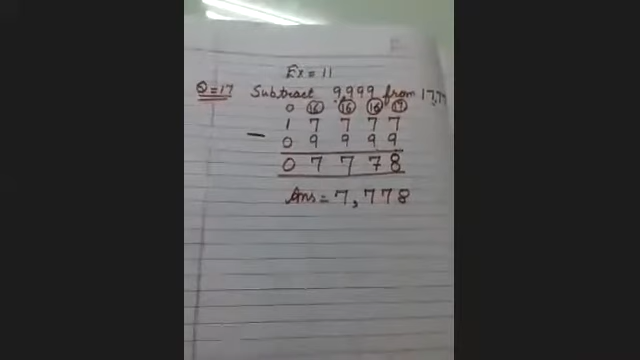 Ex = 11
Q=17 Subtract 9,999 from 17,77
0 16 16 16 17
1 7 7 7 7
- 0 9 9 9 9
0 7 7 7 8
Ans = 7,778